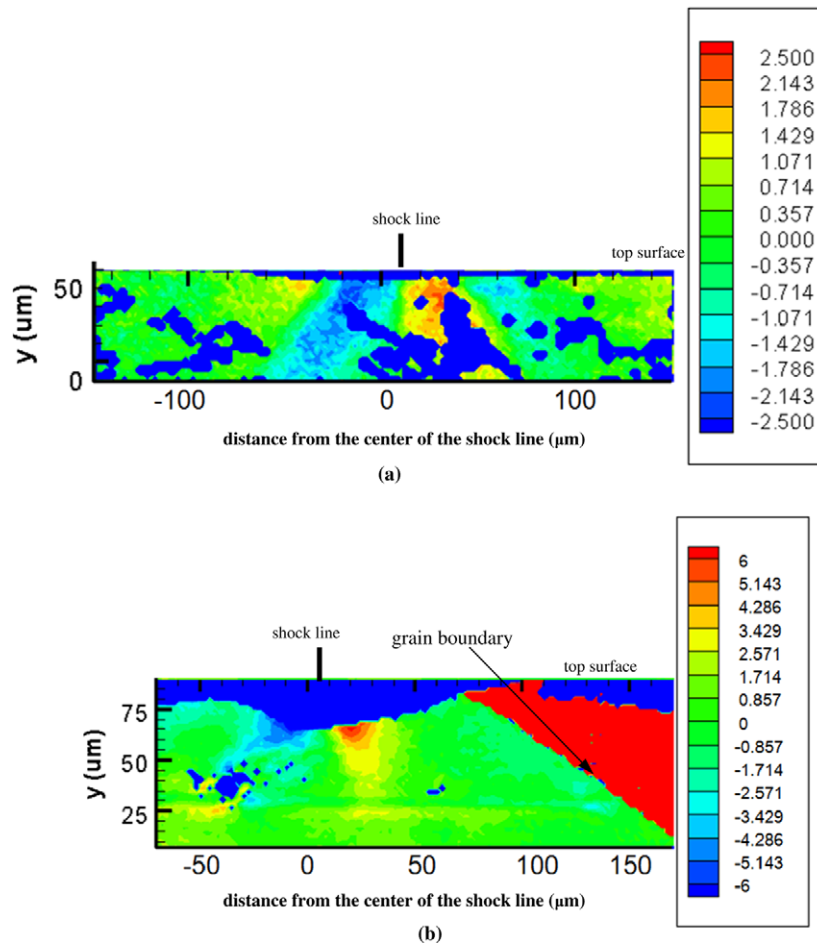 2.500
2.143
1.786
1.429
1.071
0.714
0.357
0.000
-0.357
-0.714
-1.071
-1.429
-1.786
-2.143
-2.500
shock line
top surface
y (um)
50
0
-100 0 100
distance from the center of the shock line (µm)
(a)
6
5.143
4.286
3.429
2.571
1.714
0.857
0
-0.857
-1.714
-2.571
-3.429
-4.286
-5.143
-6
shock line
grain boundary
top surface
y (um)
75
50
25
-50 0 50 100 150
distance from the center of the shock line (µm)
(b)